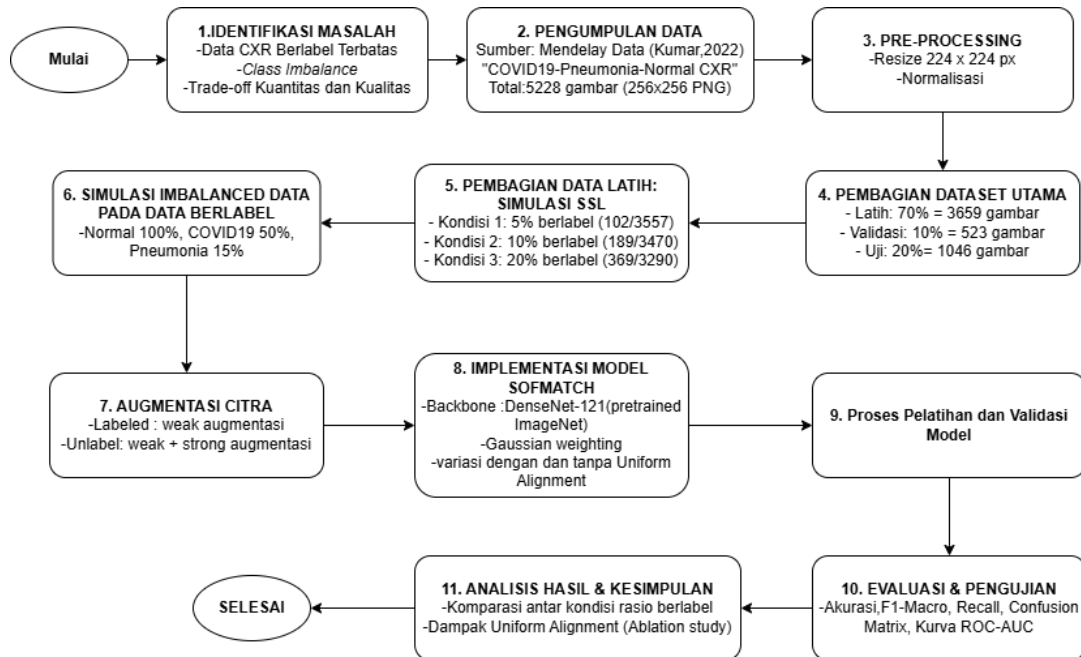 Mulai
1.IDENTIFIKASI MASALAH
-Data CXR Berlabel Terbatas
-Class Imbalance
-Trade-off Kuantitas dan Kualitas
2. PENGUMPULAN DATA
Sumber: Mendelay Data (Kumar,2022)
"COVID19-Pneumonia-Normal CXR"
Total:5228 gambar (256x256 PNG)
3. PRE-PROCESSING
-Resize 224 x 224 px
-Normalisasi
4. PEMBAGIAN DATASET UTAMA
- Latih: 70% = 3659 gambar
- Validasi: 10% = 523 gambar
- Uji: 20%= 1046 gambar
5. PEMBAGIAN DATA LATIH:
SIMULASI SSL
- Kondisi 1: 5% berlabel (102/3557)
- Kondisi 2: 10% berlabel (189/3470)
- Kondisi 3: 20% berlabel (369/3290)
6. SIMULASI IMBALANCED DATA
PADA DATA BERLABEL
-Normal 100%, COVID19 50%,
Pneumonia 15%
7. AUGMENTASI CITRA
-Labeled : weak augmentasi
-Unlabel: weak + strong augmentasi
8. IMPLEMENTASI MODEL
SOFMATCH
-Backbone :DenseNet-121(pretrained
ImageNet)
-Gaussian weighting
-variasi dengan dan tanpa Uniform
Alignment
9. Proses Pelatihan dan Validasi
Model
10. EVALUASI & PENGUJIAN
-Akurasi,F1-Macro, Recall, Confusion
Matrix, Kurva ROC-AUC
11. ANALISIS HASIL & KESIMPULAN
-Komparasi antar kondisi rasio berlabel
-Dampak Uniform Alignment (Ablation study)
SELESAI